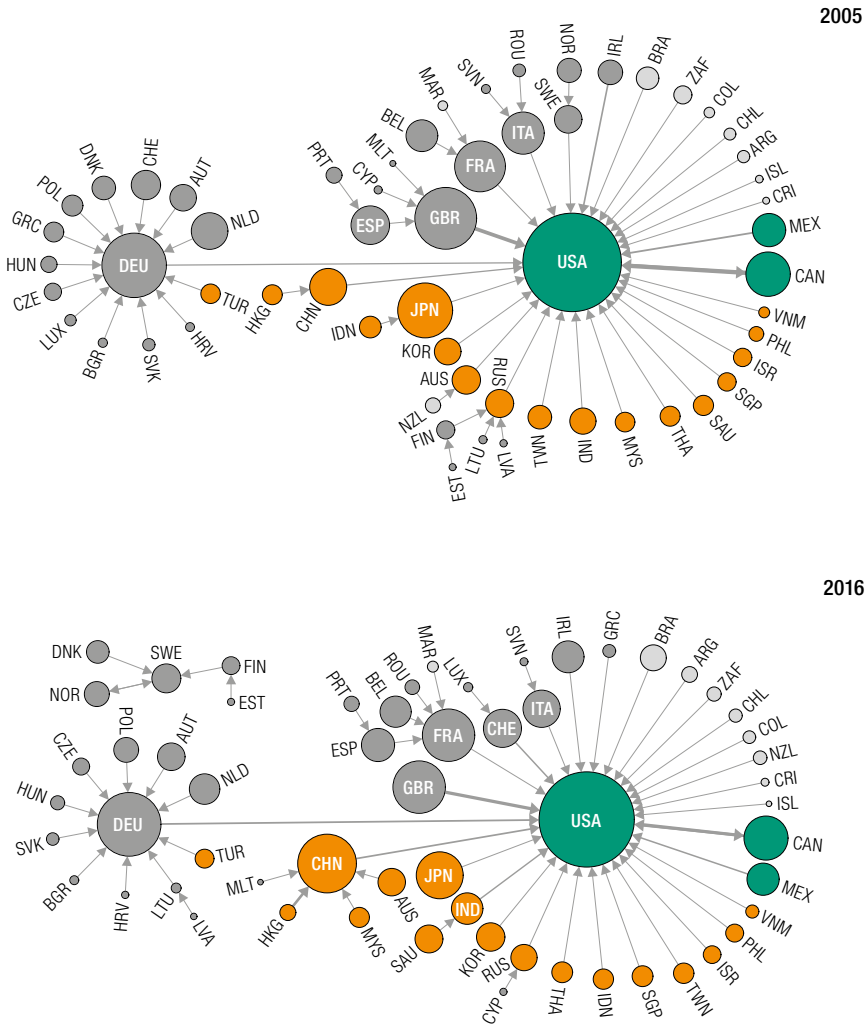 2005
NOR
IRL
BRA
ROU
ZAF
SVN
SWE
COL
MAR
CHL
BEL
ITA
ARG
MLT
FRA
ISL
PRT
CYP
CRI
ESP
GBR
MEX
DNK
CHE
AUT
POL
NLD
GRC
HUN
DEU
USA
CAN
CZE
TUR
HKG
CHN
JPN
VNM
LUX
HRV
IDN
KOR
PHL
BGR
SVK
AUS
RUS
ISR
NZL
SGP
FIN
SAU
LTU
LVA
TWN
IND
MYS
THA
EST
2016
IRL
GRC
BRA
DNK
SWE
FIN
SVN
ARG
NOR
EST
MAR
LUX
ZAF
ROU
BEL
PRT
ITA
CHL
POL
AUT
ESP
FRA
CHE
COL
CZE
NZL
NLD
GBR
CRI
HUN
ISL
DEU
USA
CAN
SVK
TUR
CHN
JPN
MEX
BGR
HRV
LTU
LVA
MLT
AUS
IND
VNM
HKG
MYS
SAU
KOR
PHL
RUS
ISR
CYP
THA
IDN
SGP
TWN